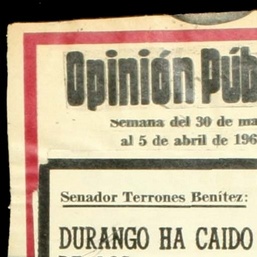 Opinión Púb
Semana del 30 de ma
al 5 de abril de 196
Senador Terrones Benítez:
DURANGO HA CAIDO